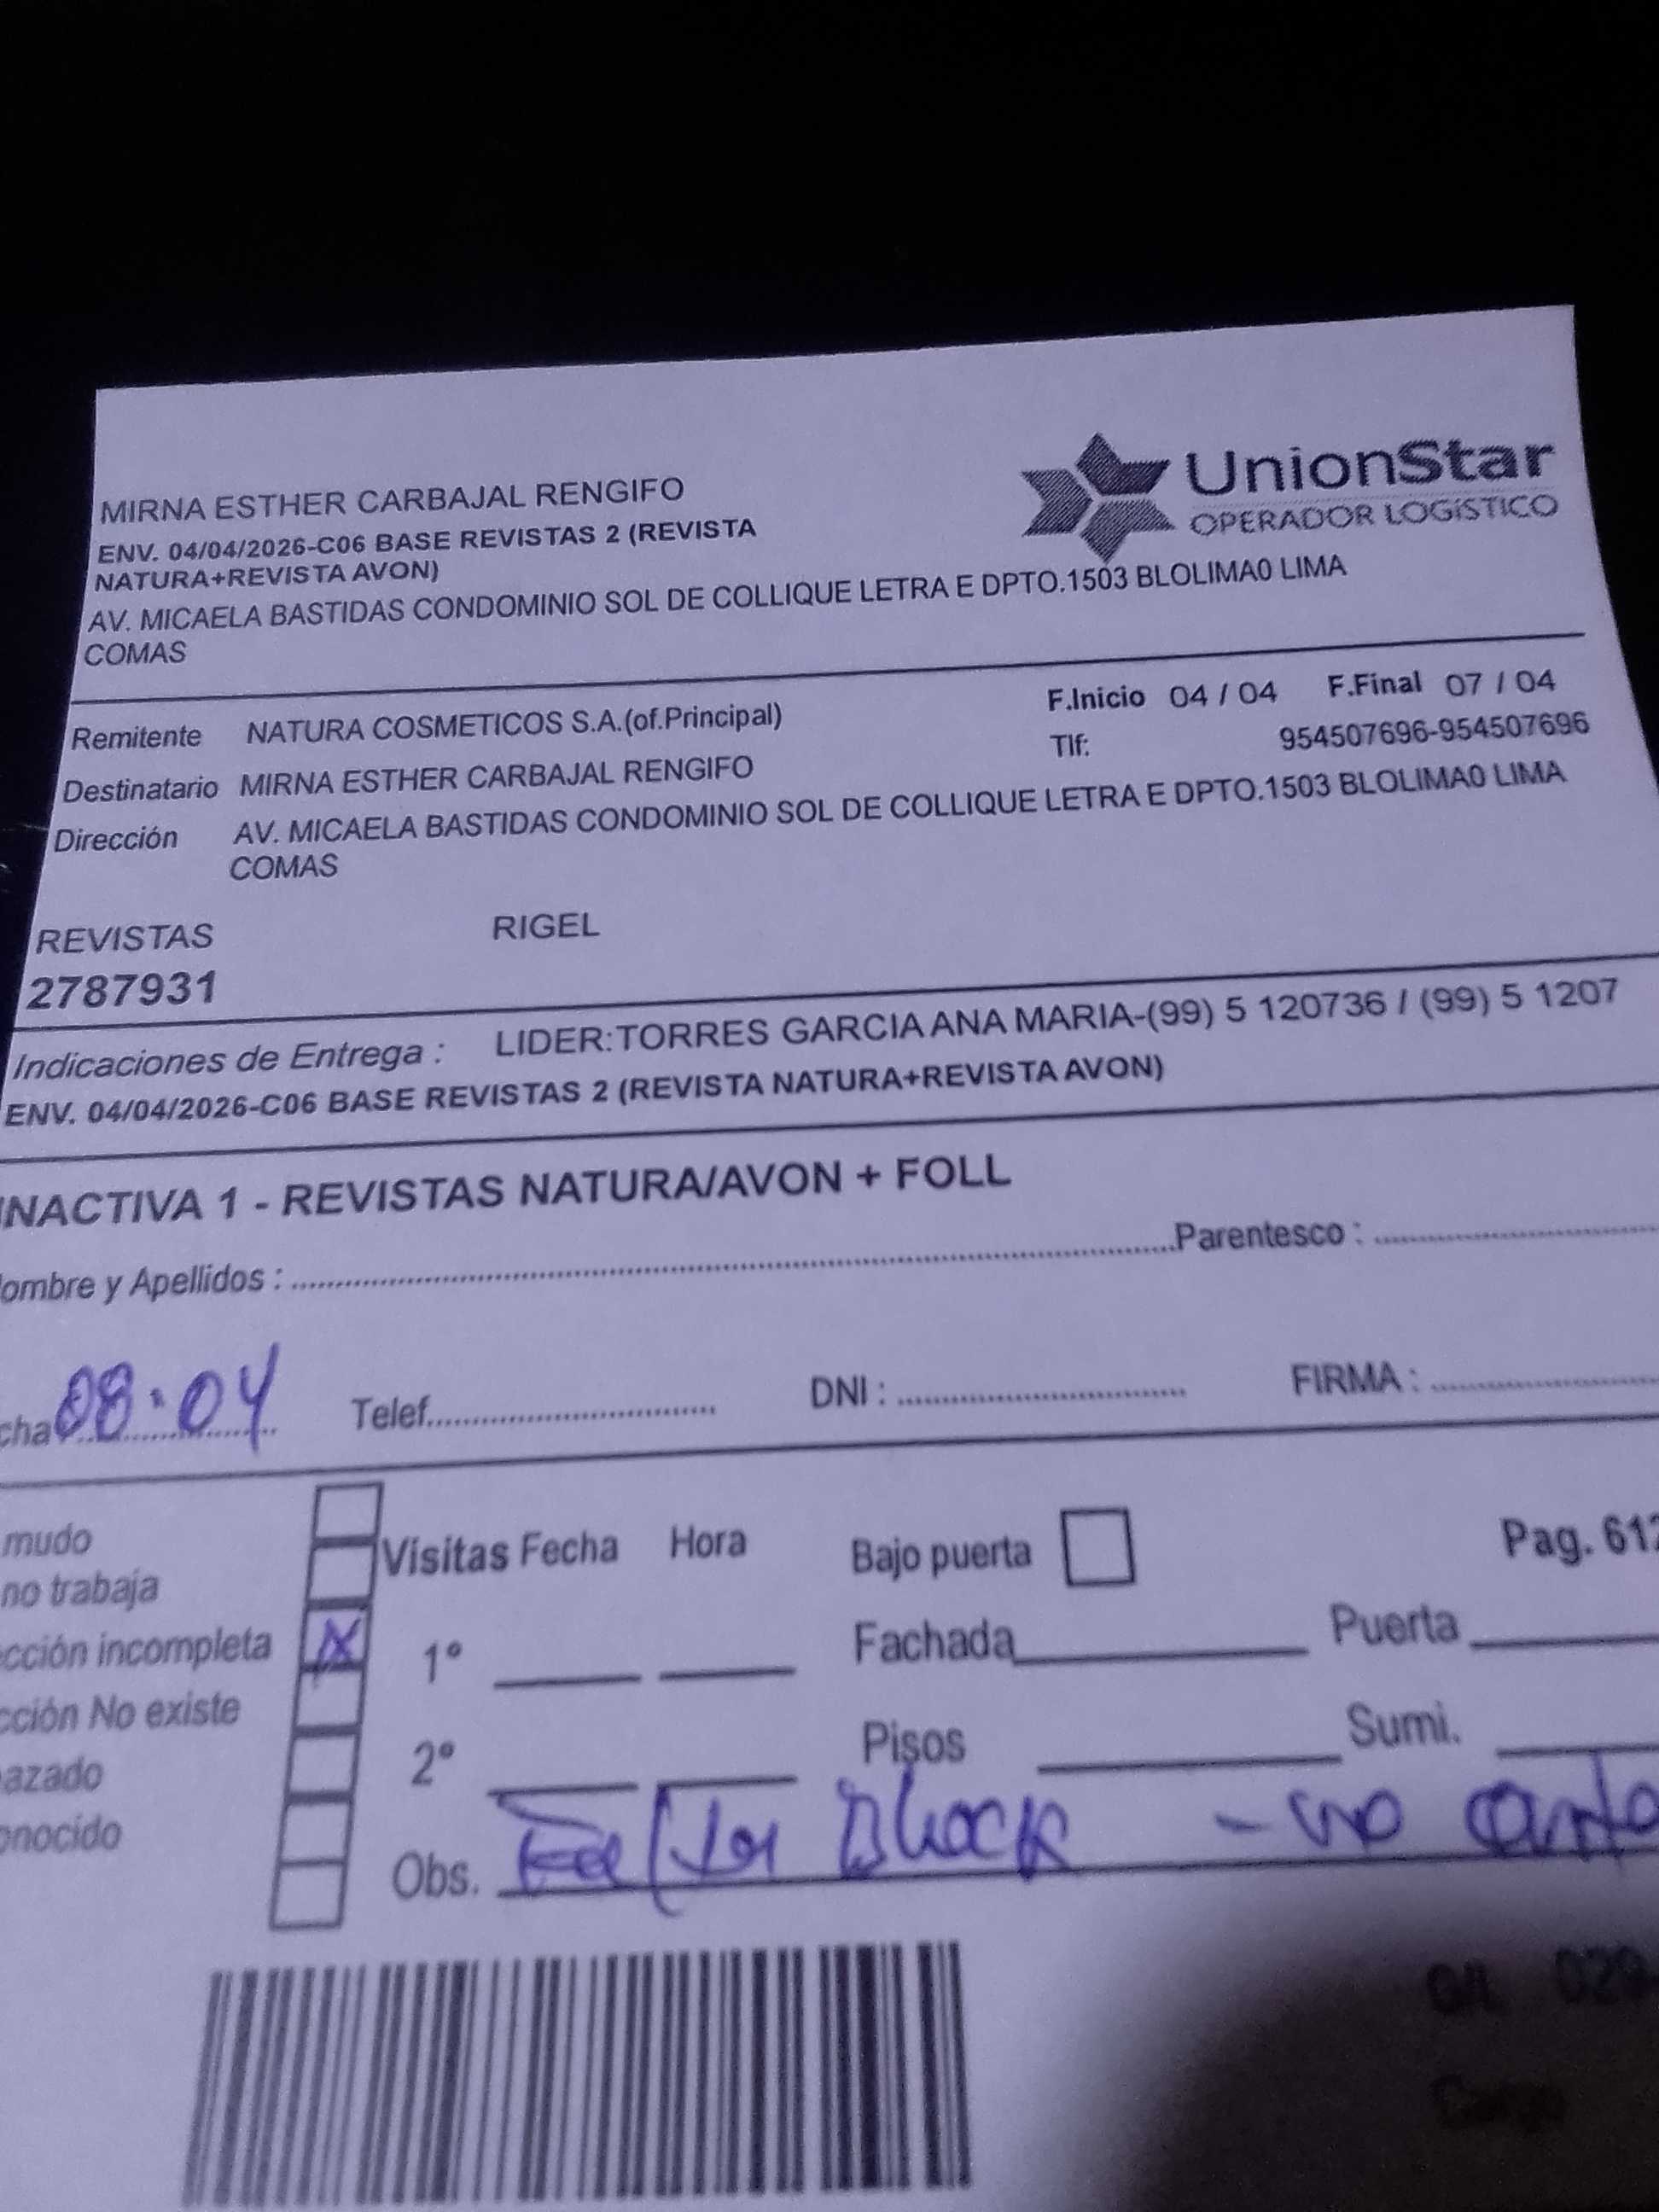 MIRNA ESTHER CARBAJAL RENGIFO
ENV. 04/04/2026-C06 BASE REVISTAS 2 (REVISTA
NATURA+REVISTA AVON)
AV. MICAELA BASTIDAS CONDOMINIO SOL DE COLLIQUE LETRA E DPTO.1503 BLOLIMA0 LIMA
COMAS
UnionStar
OPERADOR LOGÍSTICO
Remitente NATURA COSMETICOS S.A.(of.Principal)
F.Inicio 04 / 04 F.Final 07 / 04
Tlf: 954507696-954507696
Destinatario MIRNA ESTHER CARBAJAL RENGIFO
Dirección AV. MICAELA BASTIDAS CONDOMINIO SOL DE COLLIQUE LETRA E DPTO.1503 BLOLIMA0 LIMA
COMAS
REVISTAS RIGEL
2787931
Indicaciones de Entrega : LIDER:TORRES GARCIA ANA MARIA-(99) 5 120736 / (99) 5 1207
ENV. 04/04/2026-C06 BASE REVISTAS 2 (REVISTA NATURA+REVISTA AVON)
INACTIVA 1 - REVISTAS NATURA/AVON + FOLL
ombre y Apellidos : Parentesco :
cha 08.04 Telef. DNI : FIRMA :
mudo
no trabaja
cción incompleta X
cción No existe
azado
onocido
Visitas Fecha Hora
1°
2°
Bajo puerta Pag. 612
Fachada Puerta
Pisos Sumi.
Obs. Block - no
O/L 029
Cargo